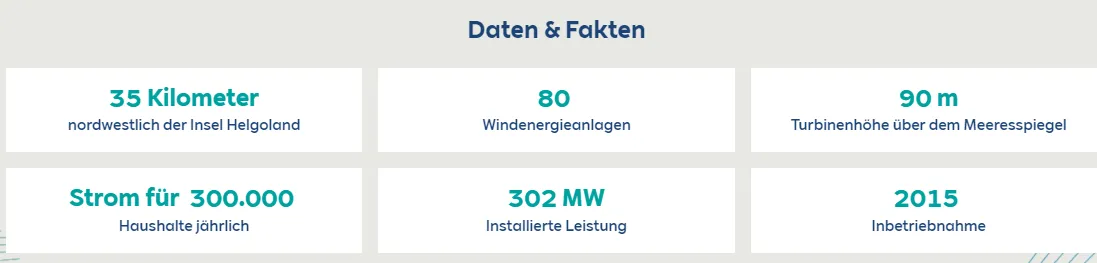 Daten & Fakten
35 Kilometer
nordwestlich der Insel Helgoland
80
Windenergieanlagen
90 m
Turbinenhöhe über dem Meeresspiegel
Strom für 300.000
Haushalte jährlich
302 MW
Installierte Leistung
2015
Inbetriebnahme